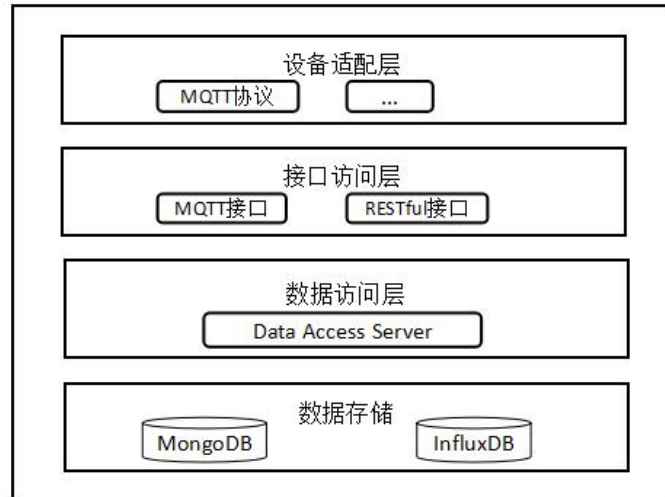 设备适配层
MQTT协议 ...
接口访问层
MQTT接口 RESTful接口
数据访问层
Data Access Server
数据存储
MongoDB InfluxDB